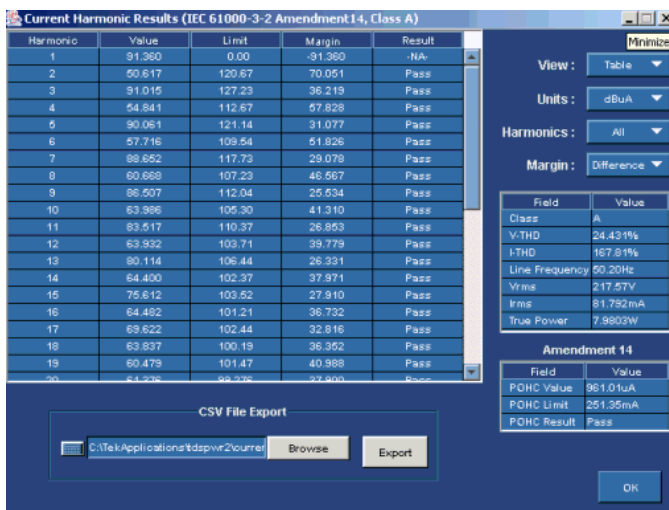 Current Harmonic Results (IEC 61000-3-2 Amendment14, Class A)
Minimize
Harmonic Value Limit Margin Result
1 91.360 0.00 -91.360 -NA-
2 50.617 120.67 70.051 Pass
3 91.015 127.23 36.219 Pass
4 54.841 112.67 57.828 Pass
5 90.061 121.14 31.077 Pass
6 57.716 109.54 51.826 Pass
7 88.652 117.73 29.078 Pass
8 60.668 107.23 46.567 Pass
9 86.507 112.04 25.534 Pass
10 63.986 105.30 41.310 Pass
11 83.517 110.37 26.853 Pass
12 63.932 103.71 39.779 Pass
13 80.114 106.44 26.331 Pass
14 64.400 102.37 37.971 Pass
15 75.612 103.52 27.910 Pass
16 64.482 101.21 36.732 Pass
17 69.622 102.44 32.816 Pass
18 63.837 100.19 36.352 Pass
19 60.479 101.47 40.988 Pass
20 61.376 99.276 37.900 Pass
View : Table
Units : dBuA
Harmonics : All
Margin : Difference
Field Value
Class A
V-THD 24.431%
I-THD 167.81%
Line Frequency 50.20Hz
Vrms 217.57V
Irms 81.792mA
True Power 7.9803W
Amendment 14
Field Value
POHC Value 961.01uA
POHC Limit 251.35mA
POHC Result Pass
CSV File Export
C:\TekApplications\tdspwr2\currer
Browse
Export
OK